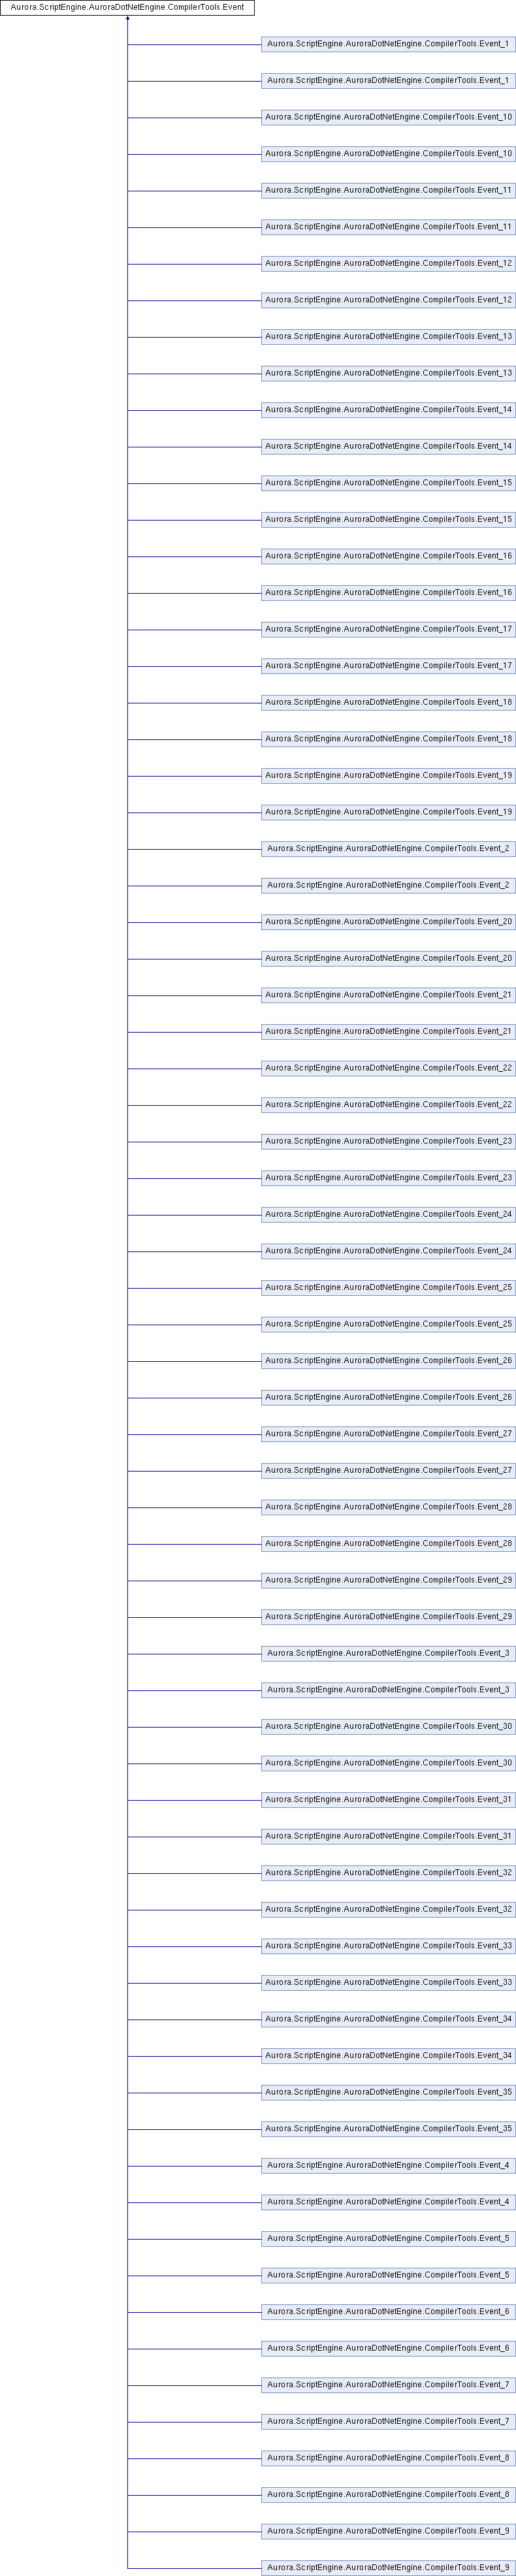 Aurora.ScriptEngine.AuroraDotNetEngine.CompilerTools.Event
Aurora.ScriptEngine.AuroraDotNetEngine.CompilerTools.Event_1
Aurora.ScriptEngine.AuroraDotNetEngine.CompilerTools.Event_1
Aurora.ScriptEngine.AuroraDotNetEngine.CompilerTools.Event_10
Aurora.ScriptEngine.AuroraDotNetEngine.CompilerTools.Event_10
Aurora.ScriptEngine.AuroraDotNetEngine.CompilerTools.Event_11
Aurora.ScriptEngine.AuroraDotNetEngine.CompilerTools.Event_11
Aurora.ScriptEngine.AuroraDotNetEngine.CompilerTools.Event_12
Aurora.ScriptEngine.AuroraDotNetEngine.CompilerTools.Event_12
Aurora.ScriptEngine.AuroraDotNetEngine.CompilerTools.Event_13
Aurora.ScriptEngine.AuroraDotNetEngine.CompilerTools.Event_13
Aurora.ScriptEngine.AuroraDotNetEngine.CompilerTools.Event_14
Aurora.ScriptEngine.AuroraDotNetEngine.CompilerTools.Event_14
Aurora.ScriptEngine.AuroraDotNetEngine.CompilerTools.Event_15
Aurora.ScriptEngine.AuroraDotNetEngine.CompilerTools.Event_15
Aurora.ScriptEngine.AuroraDotNetEngine.CompilerTools.Event_16
Aurora.ScriptEngine.AuroraDotNetEngine.CompilerTools.Event_16
Aurora.ScriptEngine.AuroraDotNetEngine.CompilerTools.Event_17
Aurora.ScriptEngine.AuroraDotNetEngine.CompilerTools.Event_17
Aurora.ScriptEngine.AuroraDotNetEngine.CompilerTools.Event_18
Aurora.ScriptEngine.AuroraDotNetEngine.CompilerTools.Event_18
Aurora.ScriptEngine.AuroraDotNetEngine.CompilerTools.Event_19
Aurora.ScriptEngine.AuroraDotNetEngine.CompilerTools.Event_19
Aurora.ScriptEngine.AuroraDotNetEngine.CompilerTools.Event_2
Aurora.ScriptEngine.AuroraDotNetEngine.CompilerTools.Event_2
Aurora.ScriptEngine.AuroraDotNetEngine.CompilerTools.Event_20
Aurora.ScriptEngine.AuroraDotNetEngine.CompilerTools.Event_20
Aurora.ScriptEngine.AuroraDotNetEngine.CompilerTools.Event_21
Aurora.ScriptEngine.AuroraDotNetEngine.CompilerTools.Event_21
Aurora.ScriptEngine.AuroraDotNetEngine.CompilerTools.Event_22
Aurora.ScriptEngine.AuroraDotNetEngine.CompilerTools.Event_22
Aurora.ScriptEngine.AuroraDotNetEngine.CompilerTools.Event_23
Aurora.ScriptEngine.AuroraDotNetEngine.CompilerTools.Event_23
Aurora.ScriptEngine.AuroraDotNetEngine.CompilerTools.Event_24
Aurora.ScriptEngine.AuroraDotNetEngine.CompilerTools.Event_24
Aurora.ScriptEngine.AuroraDotNetEngine.CompilerTools.Event_25
Aurora.ScriptEngine.AuroraDotNetEngine.CompilerTools.Event_25
Aurora.ScriptEngine.AuroraDotNetEngine.CompilerTools.Event_26
Aurora.ScriptEngine.AuroraDotNetEngine.CompilerTools.Event_26
Aurora.ScriptEngine.AuroraDotNetEngine.CompilerTools.Event_27
Aurora.ScriptEngine.AuroraDotNetEngine.CompilerTools.Event_27
Aurora.ScriptEngine.AuroraDotNetEngine.CompilerTools.Event_28
Aurora.ScriptEngine.AuroraDotNetEngine.CompilerTools.Event_28
Aurora.ScriptEngine.AuroraDotNetEngine.CompilerTools.Event_29
Aurora.ScriptEngine.AuroraDotNetEngine.CompilerTools.Event_29
Aurora.ScriptEngine.AuroraDotNetEngine.CompilerTools.Event_3
Aurora.ScriptEngine.AuroraDotNetEngine.CompilerTools.Event_3
Aurora.ScriptEngine.AuroraDotNetEngine.CompilerTools.Event_30
Aurora.ScriptEngine.AuroraDotNetEngine.CompilerTools.Event_30
Aurora.ScriptEngine.AuroraDotNetEngine.CompilerTools.Event_31
Aurora.ScriptEngine.AuroraDotNetEngine.CompilerTools.Event_31
Aurora.ScriptEngine.AuroraDotNetEngine.CompilerTools.Event_32
Aurora.ScriptEngine.AuroraDotNetEngine.CompilerTools.Event_32
Aurora.ScriptEngine.AuroraDotNetEngine.CompilerTools.Event_33
Aurora.ScriptEngine.AuroraDotNetEngine.CompilerTools.Event_33
Aurora.ScriptEngine.AuroraDotNetEngine.CompilerTools.Event_34
Aurora.ScriptEngine.AuroraDotNetEngine.CompilerTools.Event_34
Aurora.ScriptEngine.AuroraDotNetEngine.CompilerTools.Event_35
Aurora.ScriptEngine.AuroraDotNetEngine.CompilerTools.Event_35
Aurora.ScriptEngine.AuroraDotNetEngine.CompilerTools.Event_4
Aurora.ScriptEngine.AuroraDotNetEngine.CompilerTools.Event_4
Aurora.ScriptEngine.AuroraDotNetEngine.CompilerTools.Event_5
Aurora.ScriptEngine.AuroraDotNetEngine.CompilerTools.Event_5
Aurora.ScriptEngine.AuroraDotNetEngine.CompilerTools.Event_6
Aurora.ScriptEngine.AuroraDotNetEngine.CompilerTools.Event_6
Aurora.ScriptEngine.AuroraDotNetEngine.CompilerTools.Event_7
Aurora.ScriptEngine.AuroraDotNetEngine.CompilerTools.Event_7
Aurora.ScriptEngine.AuroraDotNetEngine.CompilerTools.Event_8
Aurora.ScriptEngine.AuroraDotNetEngine.CompilerTools.Event_8
Aurora.ScriptEngine.AuroraDotNetEngine.CompilerTools.Event_9
Aurora.ScriptEngine.AuroraDotNetEngine.CompilerTools.Event_9